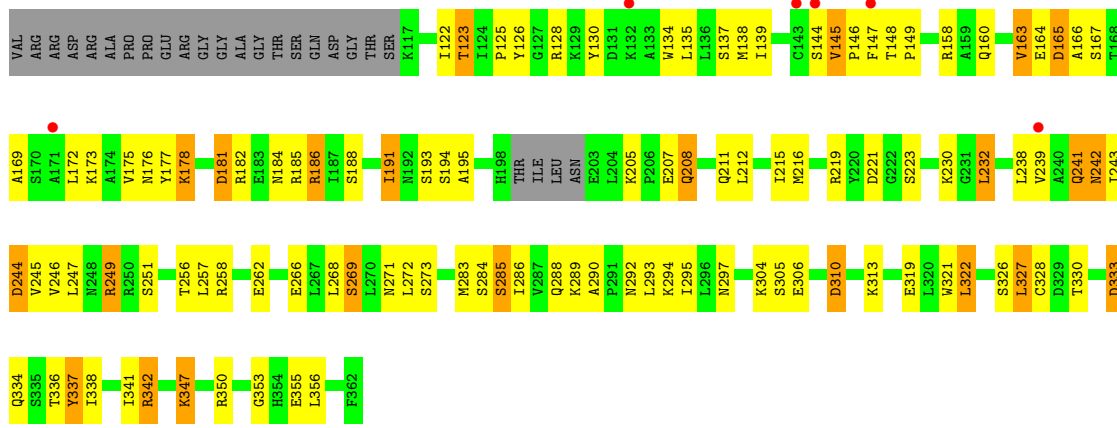 VAL ARG ARG ASP ARG ALA PRO PRO GLU ARG GLY GLY ALA GLY THR SER GLN ASP GLY THR SER K117 I122 T123 I124 P125 Y126 G127 R128 K129 Y130 D131 K132 A133 W134 L135 L136 S137 M138 I139 C143 S144 V145 P146 F147 T148 P149 R158 A159 Q160 V163 E164 D165 A166 S167 T168
A169 S170 A171 L172 K173 A174 V175 N176 Y177 K178 D181 R182 E183 N184 R185 R186 I187 S188 I191 N192 S193 S194 A195 H198 THR ILE LEU ASN E203 L204 K205 P206 E207 Q208 Q211 L212 I215 M216 R219 Y220 D221 G222 S223 K230 G231 L232 L238 V239 A240 Q241 N242 I243
D244 V245 V246 L247 N248 R249 R250 S251 T256 L257 R258 E262 E266 L267 L268 S269 L270 N271 L272 S273 M283 S284 S285 I286 V287 Q288 K289 A290 P291 N292 L293 K294 I295 L296 N297 K304 S305 E306 D310 K313 E319 L320 W321 L322 S326 L327 C328 D329 T330 D333
Q334 S335 T336 Y337 I338 I341 R342 K347 R350 G353 H354 E355 L356 F362